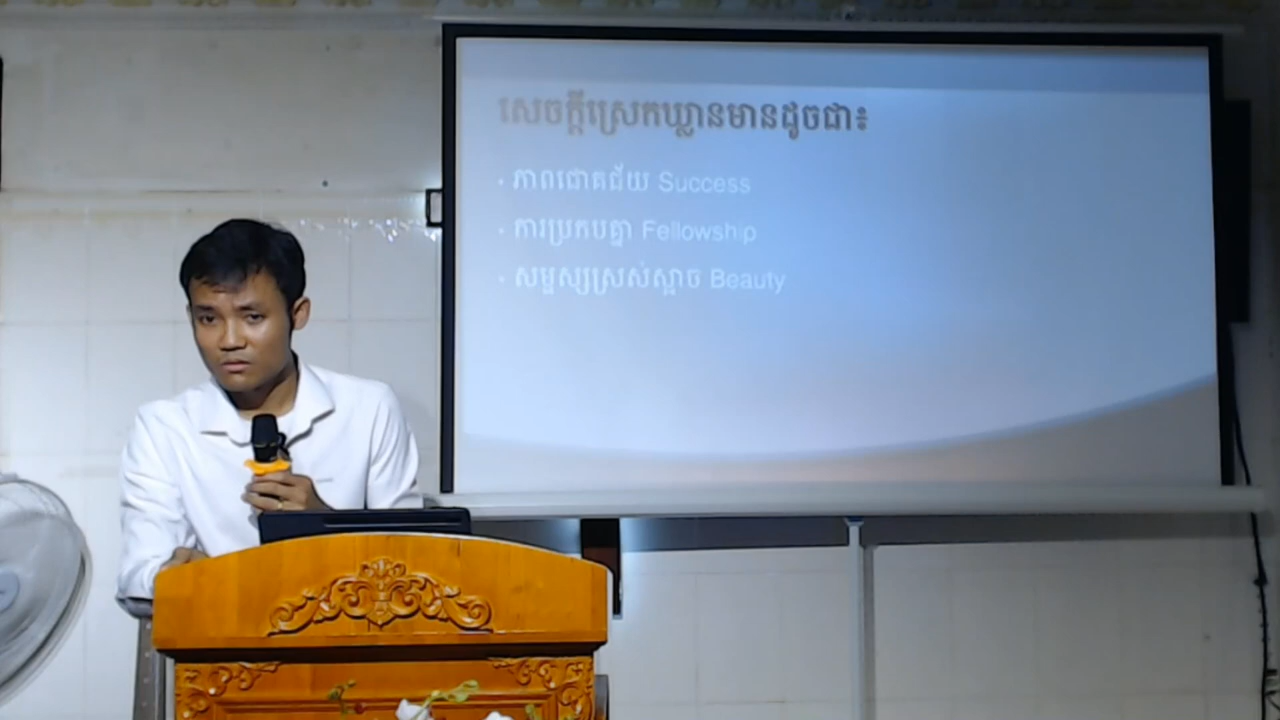 សេចក្ដីស្រេកឃ្លានមានដូចជា៖
• ភាពជោគជ័យ Success
• ការប្រកបគ្នា Fellowship
• សម្ផស្សស្រស់ស្អាច Beauty